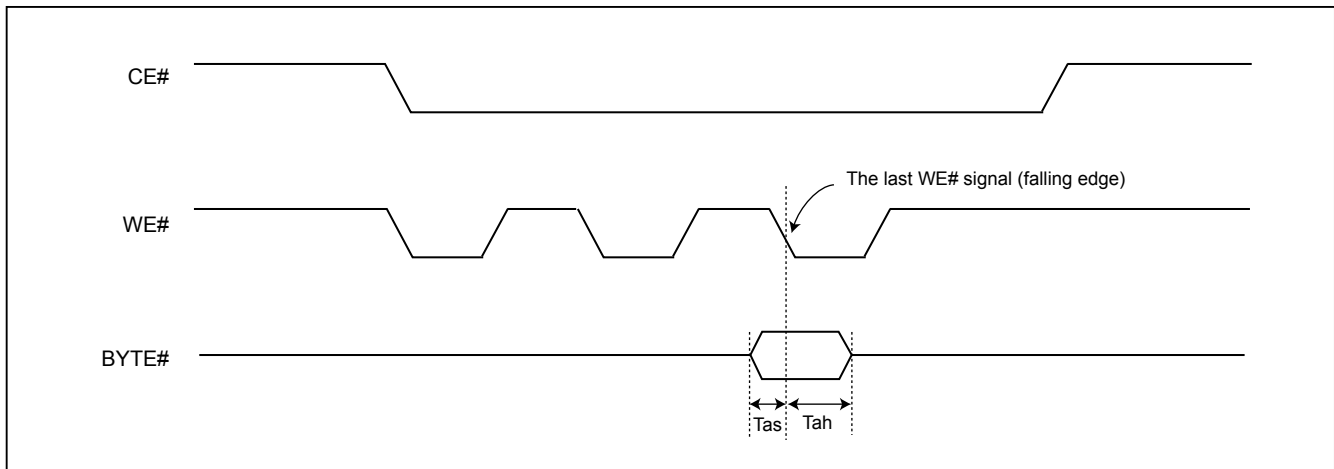 CE#
The last WE# signal (falling edge)
WE#
BYTE#
Tas
Tah